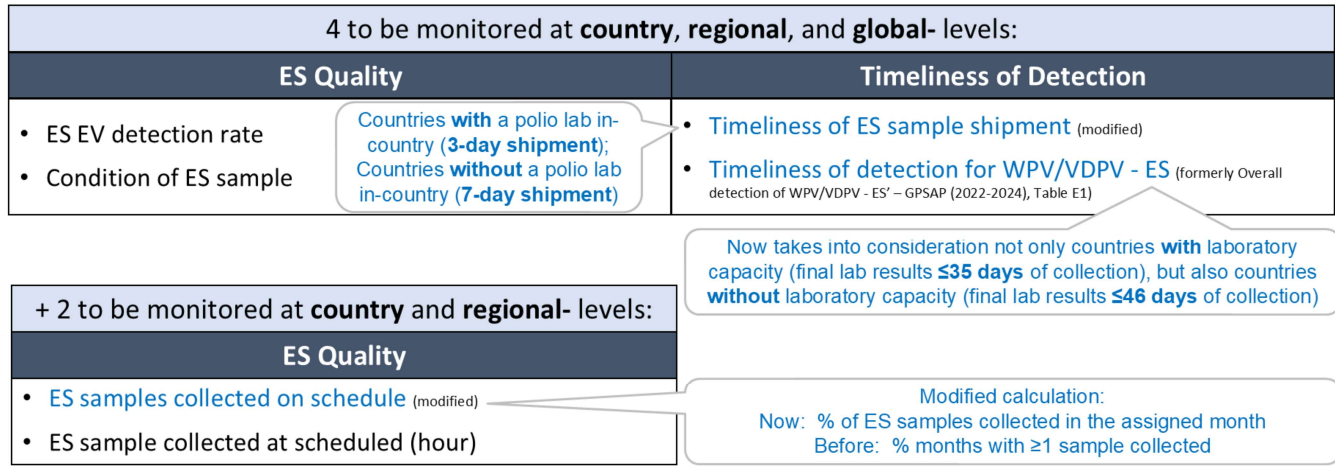 4 to be monitored at country, regional, and global- levels:
ES Quality
Timeliness of Detection
• ES EV detection rate
• Condition of ES sample
Countries with a polio lab in-
country (3-day shipment);
Countries without a polio lab
in-country (7-day shipment)
• Timeliness of ES sample shipment (modified)
• Timeliness of detection for WPV/VDPV - ES (formerly Overall
detection of WPV/VDPV - ES’ – GPSAP (2022-2024), Table E1)
Now takes into consideration not only countries with laboratory
capacity (final lab results ≤35 days of collection), but also countries
without laboratory capacity (final lab results ≤46 days of collection)
+ 2 to be monitored at country and regional- levels:
ES Quality
• ES samples collected on schedule (modified)
• ES sample collected at scheduled (hour)
Modified calculation:
Now: % of ES samples collected in the assigned month
Before: % months with ≥1 sample collected